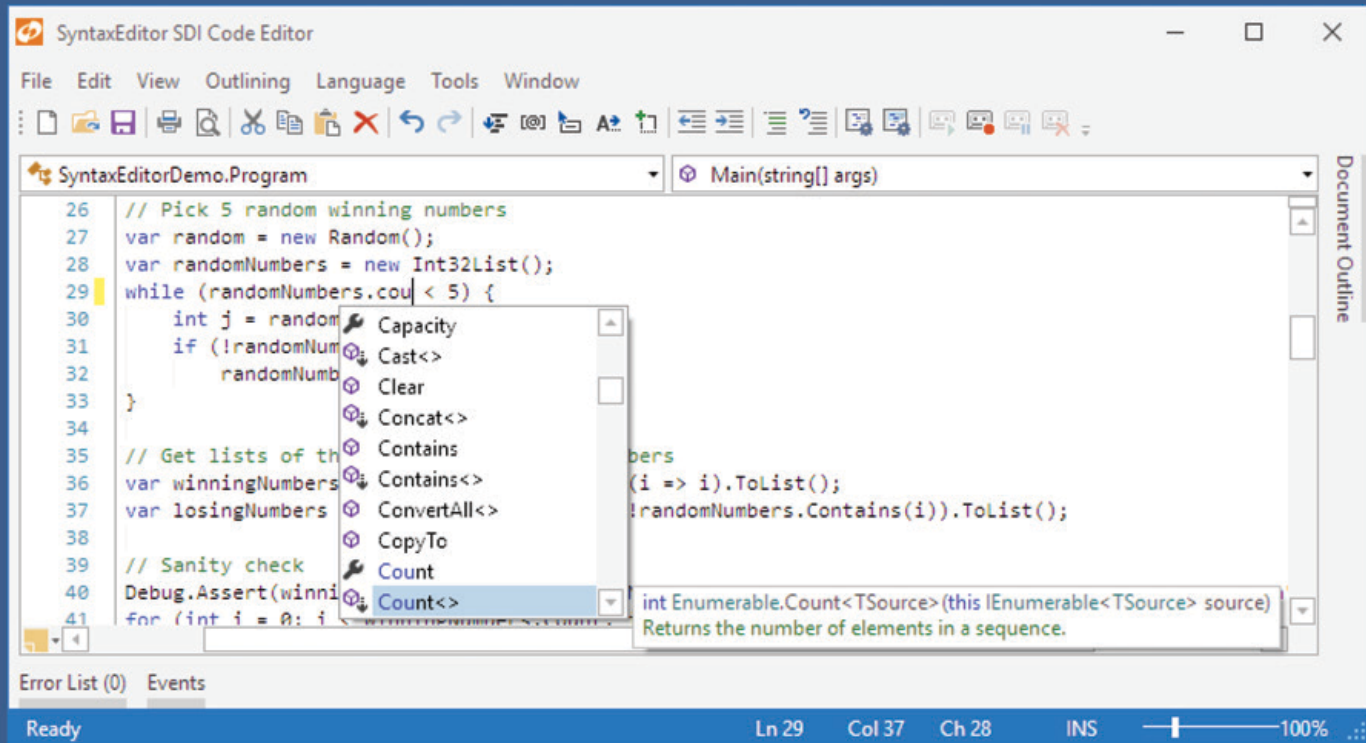 SyntaxEditor SDI Code Editor
File Edit View Outlining Language Tools Window
SyntaxEditorDemo.Program
Main(string[] args)
Document Outline
26 // Pick 5 random winning numbers
27 var random = new Random();
28 var randomNumbers = new Int32List();
29 while (randomNumbers.cou < 5) {
30 int j = random
31 if (!randomNum
32 randomNumb
33 }
34
35 // Get lists of th bers
36 var winningNumbers (i => i).ToList();
37 var losingNumbers !randomNumbers.Contains(i)).ToList();
38
39 // Sanity check
40 Debug.Assert(winni
41 for (int i = 0; i <
Capacity
Cast<>
Clear
Concat<>
Contains
Contains<>
ConvertAll<>
CopyTo
Count
Count<>
int Enumerable.Count<TSource>(this IEnumerable<TSource> source)
Returns the number of elements in a sequence.
Error List (0) Events
Ready Ln 29 Col 37 Ch 28 INS 100%